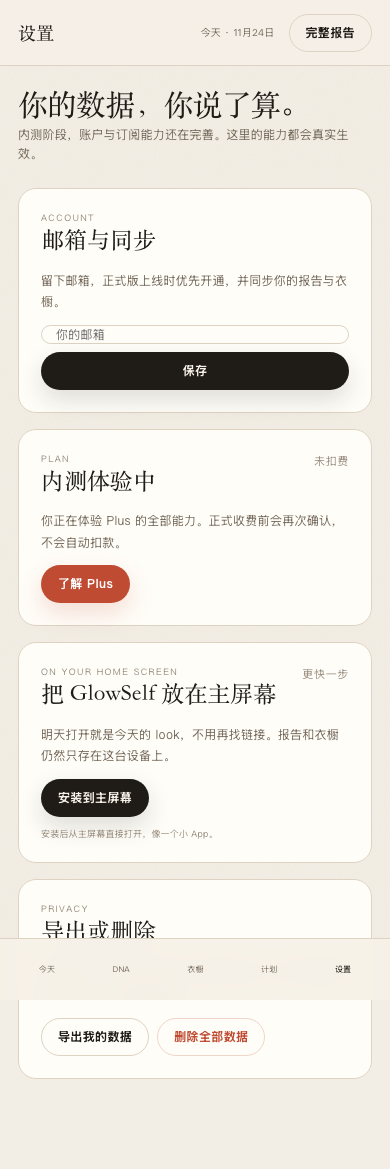 设置
今天 · 11月24日
完整报告
你的数据，你说了算。
内测阶段，账户与订阅能力还在完善。这里的能力都会真实生
效。
ACCOUNT
邮箱与同步
留下邮箱，正式版上线时优先开通，并同步你的报告与衣
橱。
你的邮箱
保存
PLAN
未扣费
内测体验中
你正在体验 Plus 的全部能力。正式收费前会再次确认，
不会自动扣款。
了解 Plus
ON YOUR HOME SCREEN
更快一步
把 GlowSelf 放在主屏幕
明天打开就是今天的 look，不用再找链接。报告和衣橱
仍然只存在这台设备上。
安装到主屏幕
安装后从主屏幕直接打开，像一个小 App。
PRIVACY
导出或删除
今天
DNA
衣橱
计划
设置
导出我的数据
删除全部数据